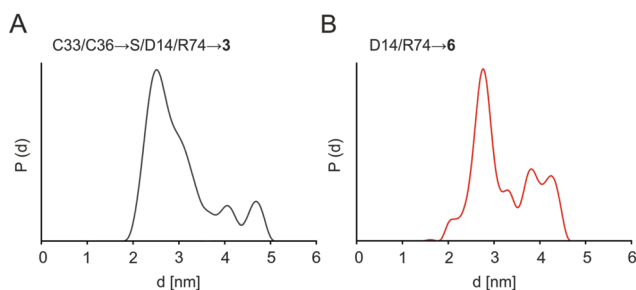 A
C33/C36→S/D14/R74→3
P (d)
0 1 2 3 4 5 6
d [nm]
B
D14/R74→6
P (d)
0 1 2 3 4 5 6
d [nm]